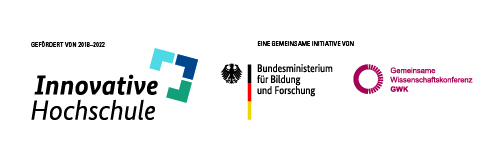 GEFÖRDERT VON 2018–2022
Innovative
Hochschule
EINE GEMEINSAME INITIATIVE VON
Bundesministerium
für Bildung
und Forschung
Gemeinsame
Wissenschaftskonferenz
GWK